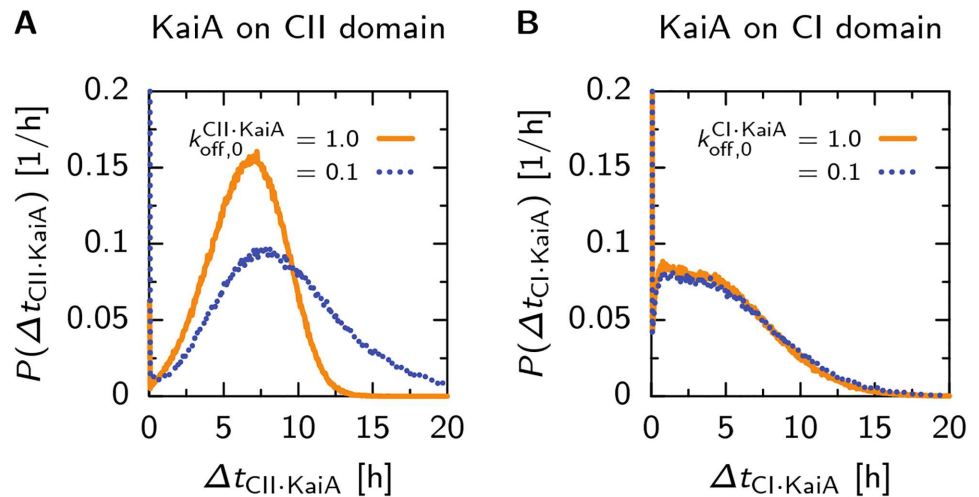 A KaiA on CII domain
P(Δt_CII·KaiA) [1/h]
0.2
0.15
0.1
0.05
0
k_off,0^CII·KaiA = 1.0
= 0.1
0 5 10 15 20
Δt_CII·KaiA [h]
B KaiA on CI domain
P(Δt_CI·KaiA) [1/h]
0.2
0.15
0.1
0.05
0
k_off,0^CI·KaiA = 1.0
= 0.1
0 5 10 15 20
Δt_CI·KaiA [h]